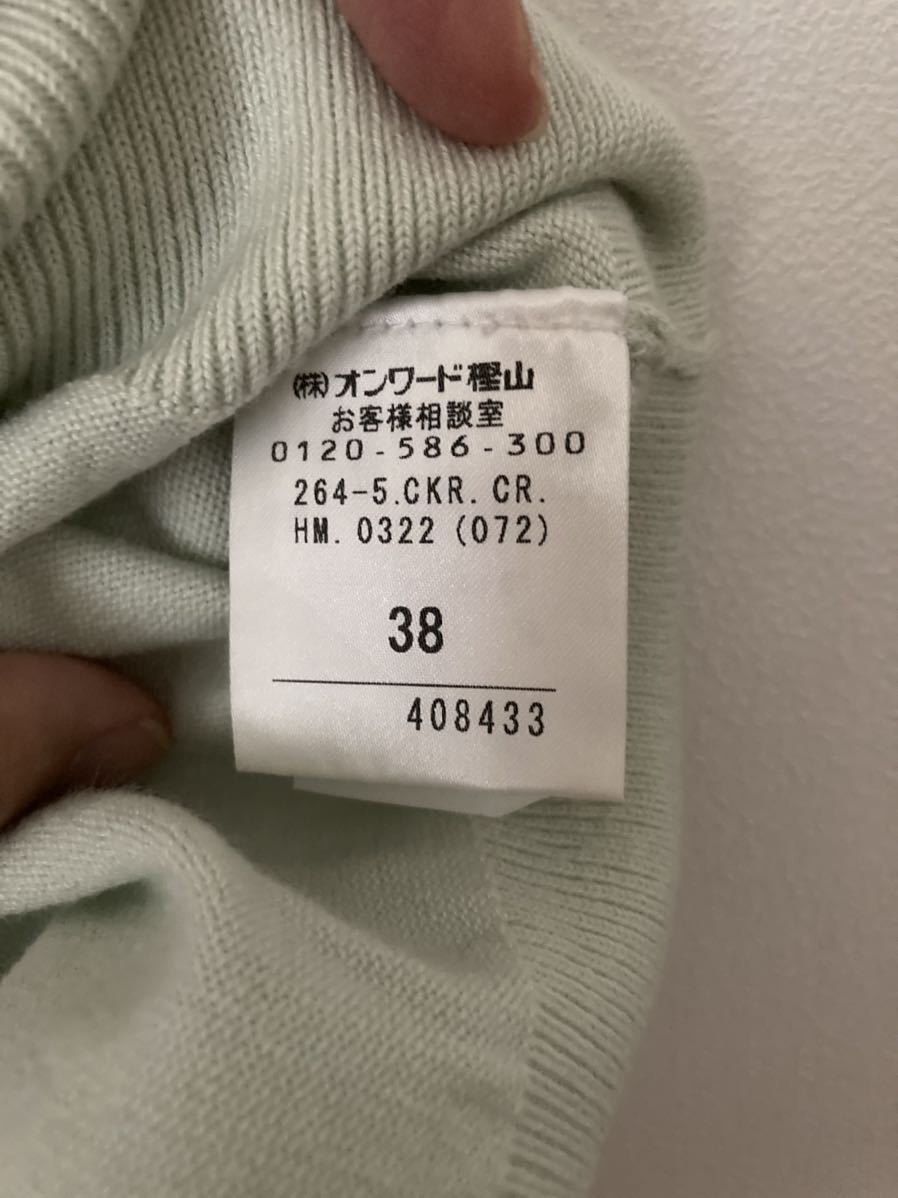 (株)オンワード樫山
お客様相談室
0120-586-300
264-5.CKR.CR.
HM. 0322 (072)
38
408433